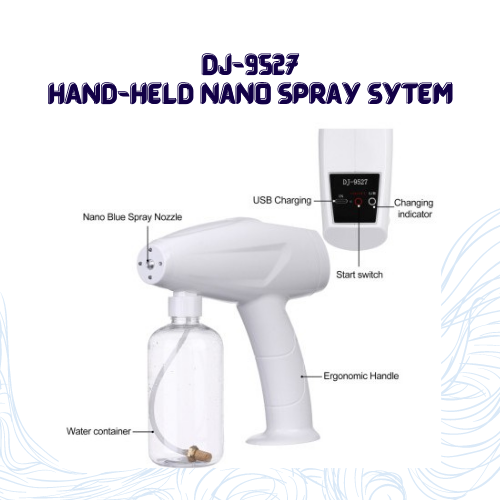 DJ-9527
HAND-HELD NANO SPRAY SYTEM
DJ-9527
USB Charging
Changing
indicator
Nano Blue Spray Nozzle
Start switch
Ergonomic Handle
Water container